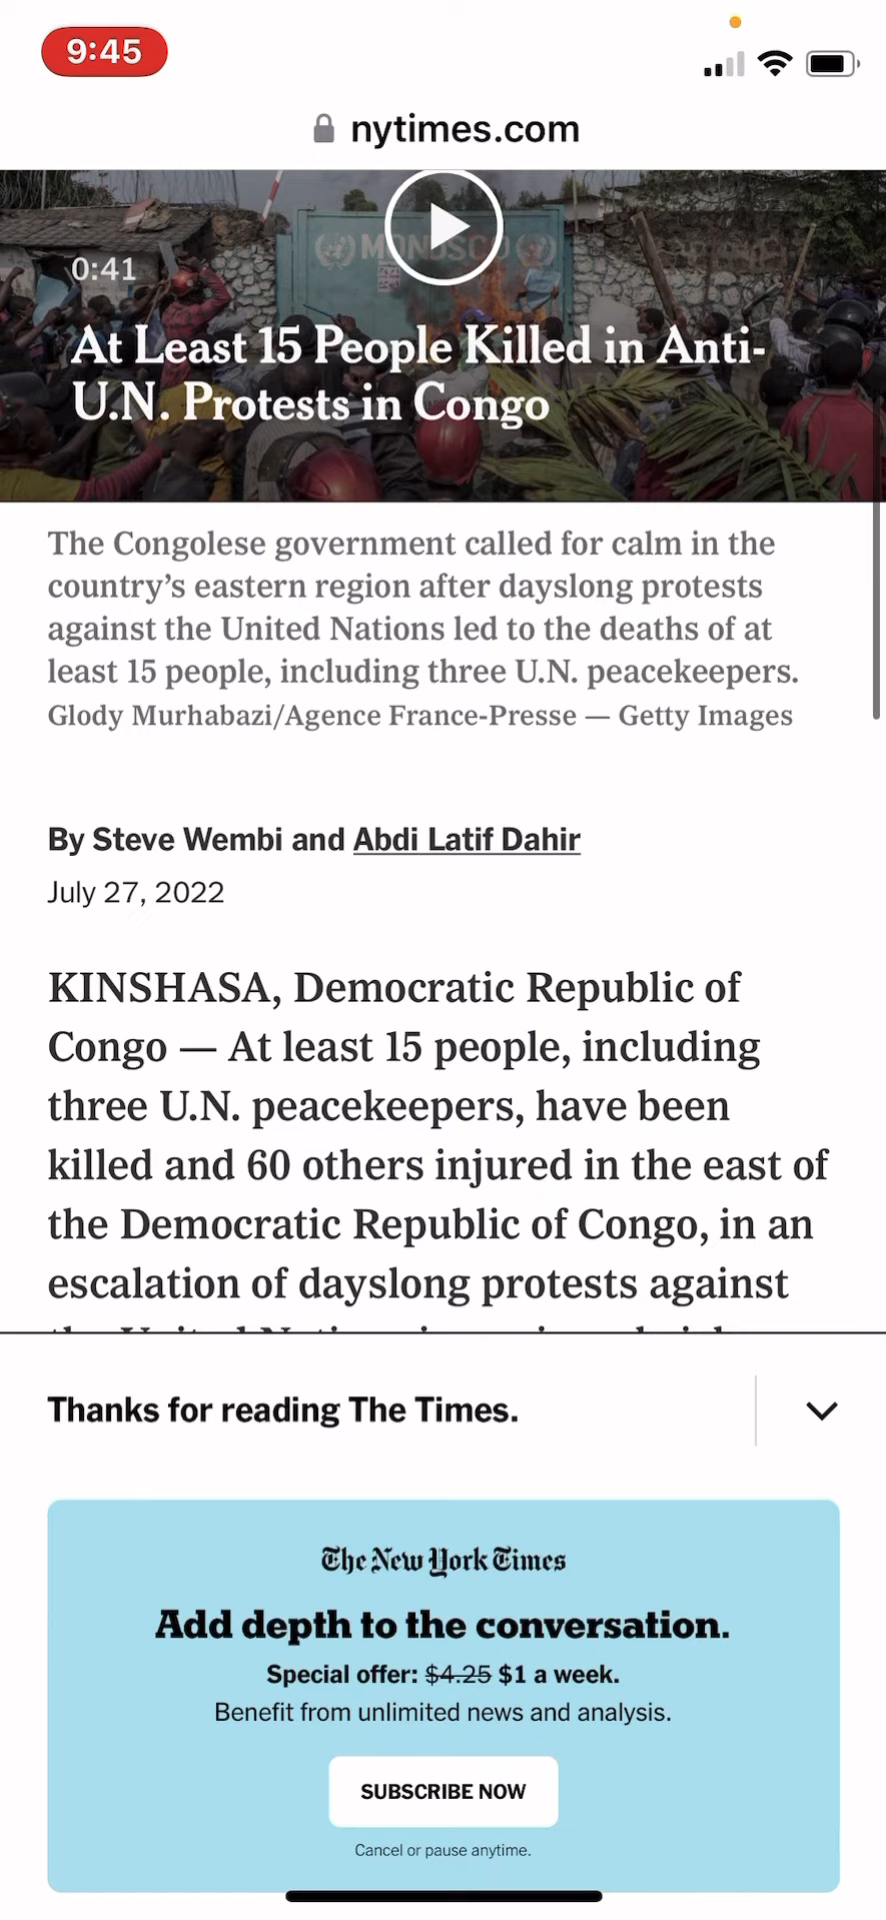 9:45
nytimes.com
MONUSCO
0:41
At Least 15 People Killed in Anti-
U.N. Protests in Congo
The Congolese government called for calm in the
country’s eastern region after dayslong protests
against the United Nations led to the deaths of at
least 15 people, including three U.N. peacekeepers.
Glody Murhabazi/Agence France-Presse — Getty Images
By Steve Wembi and Abdi Latif Dahir
July 27, 2022
KINSHASA, Democratic Republic of
Congo — At least 15 people, including
three U.N. peacekeepers, have been
killed and 60 others injured in the east of
the Democratic Republic of Congo, in an
escalation of dayslong protests against
Thanks for reading The Times.
The New York Times
Add depth to the conversation.
Special offer: $4.25 $1 a week.
Benefit from unlimited news and analysis.
SUBSCRIBE NOW
Cancel or pause anytime.